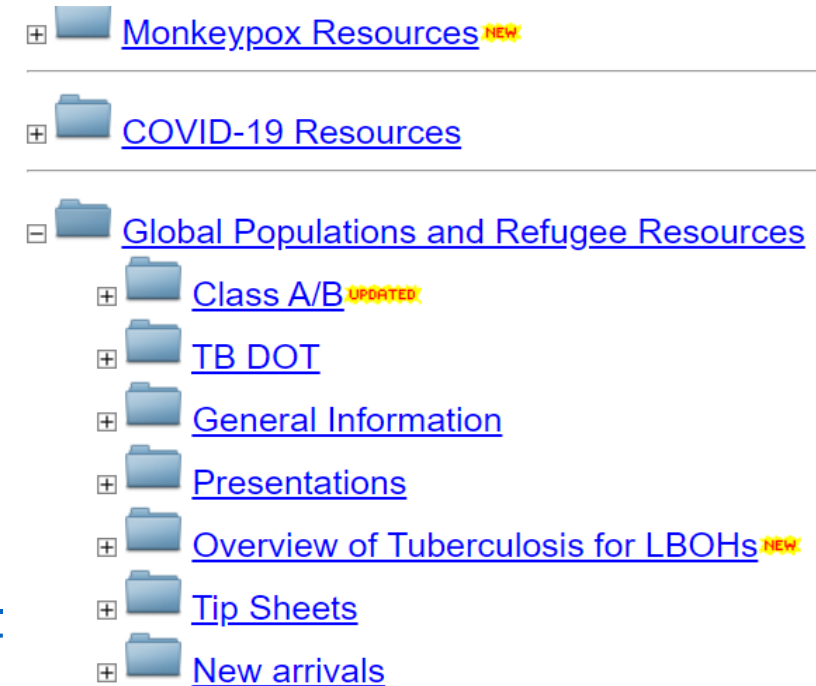 Monkeypox Resources NEW
COVID-19 Resources
Global Populations and Refugee Resources
Class A/B UPDATED
TB DOT
General Information
Presentations
Overview of Tuberculosis for LBOHs NEW
Tip Sheets
New arrivals